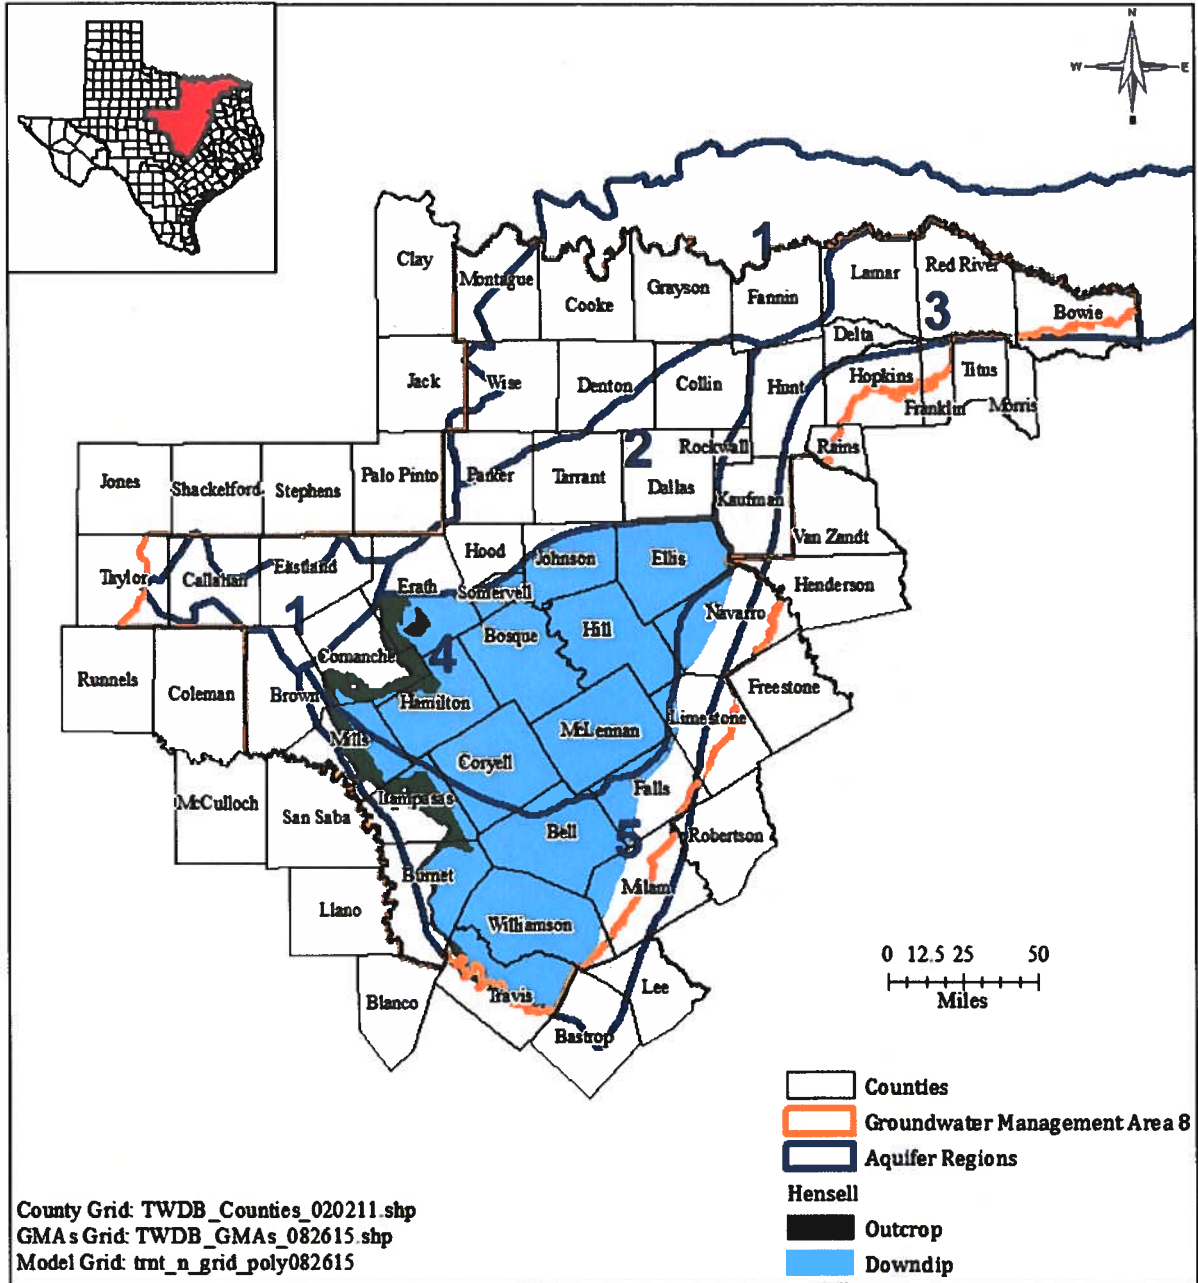 N
W E
S
1
Clay
Montague
Cooke
Grayson
Fannin
Lamar
Red River
3
Bowie
Delta
Jack
Wise
Denton
Collin
Hunt
Hopkins
Titus
Franklin
Morris
2
Rockwall
Rains
Jones
Shackelford
Stephens
Palo Pinto
Parker
Tarrant
Dallas
Kaufman
Van Zandt
Taylor
Callahan
Eastland
Hood
Johnson
Ellis
Erath
Somervell
Henderson
1
Navarro
Bosque
Hill
Comanche
4
Runnels
Coleman
Brown
Hamilton
Freestone
Limestone
Mills
McLennan
Coryell
McCulloch
San Saba
Lampasas
Falls
Bell
5
Robertson
Burnet
Milam
Llano
Williamson
Blanco
Travis
Lee
Bastrop
0 12.5 25 50
Miles
Counties
Groundwater Management Area 8
Aquifer Regions
Hensell
Outcrop
Downdip
County Grid: TWDB_Counties_020211.shp
GMAs Grid: TWDB_GMAs_082615.shp
Model Grid: trnt_n_grid_poly082615